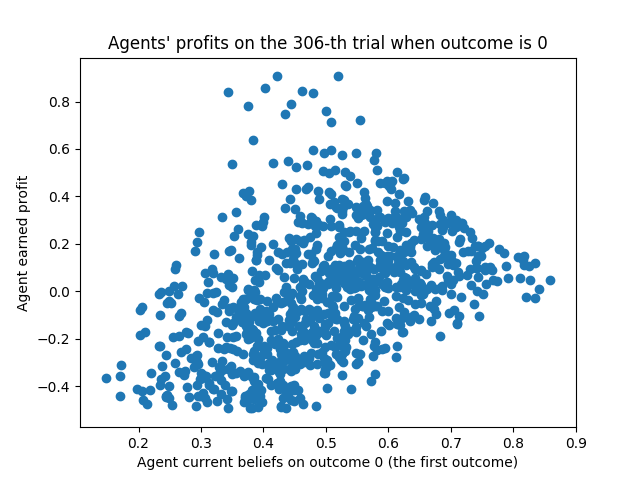 Agents' profits on the 306-th trial when outcome is 0
Agent earned profit
0.8
0.6
0.4
0.2
0.0
−0.2
−0.4
0.2 0.3 0.4 0.5 0.6 0.7 0.8 0.9
Agent current beliefs on outcome 0 (the first outcome)